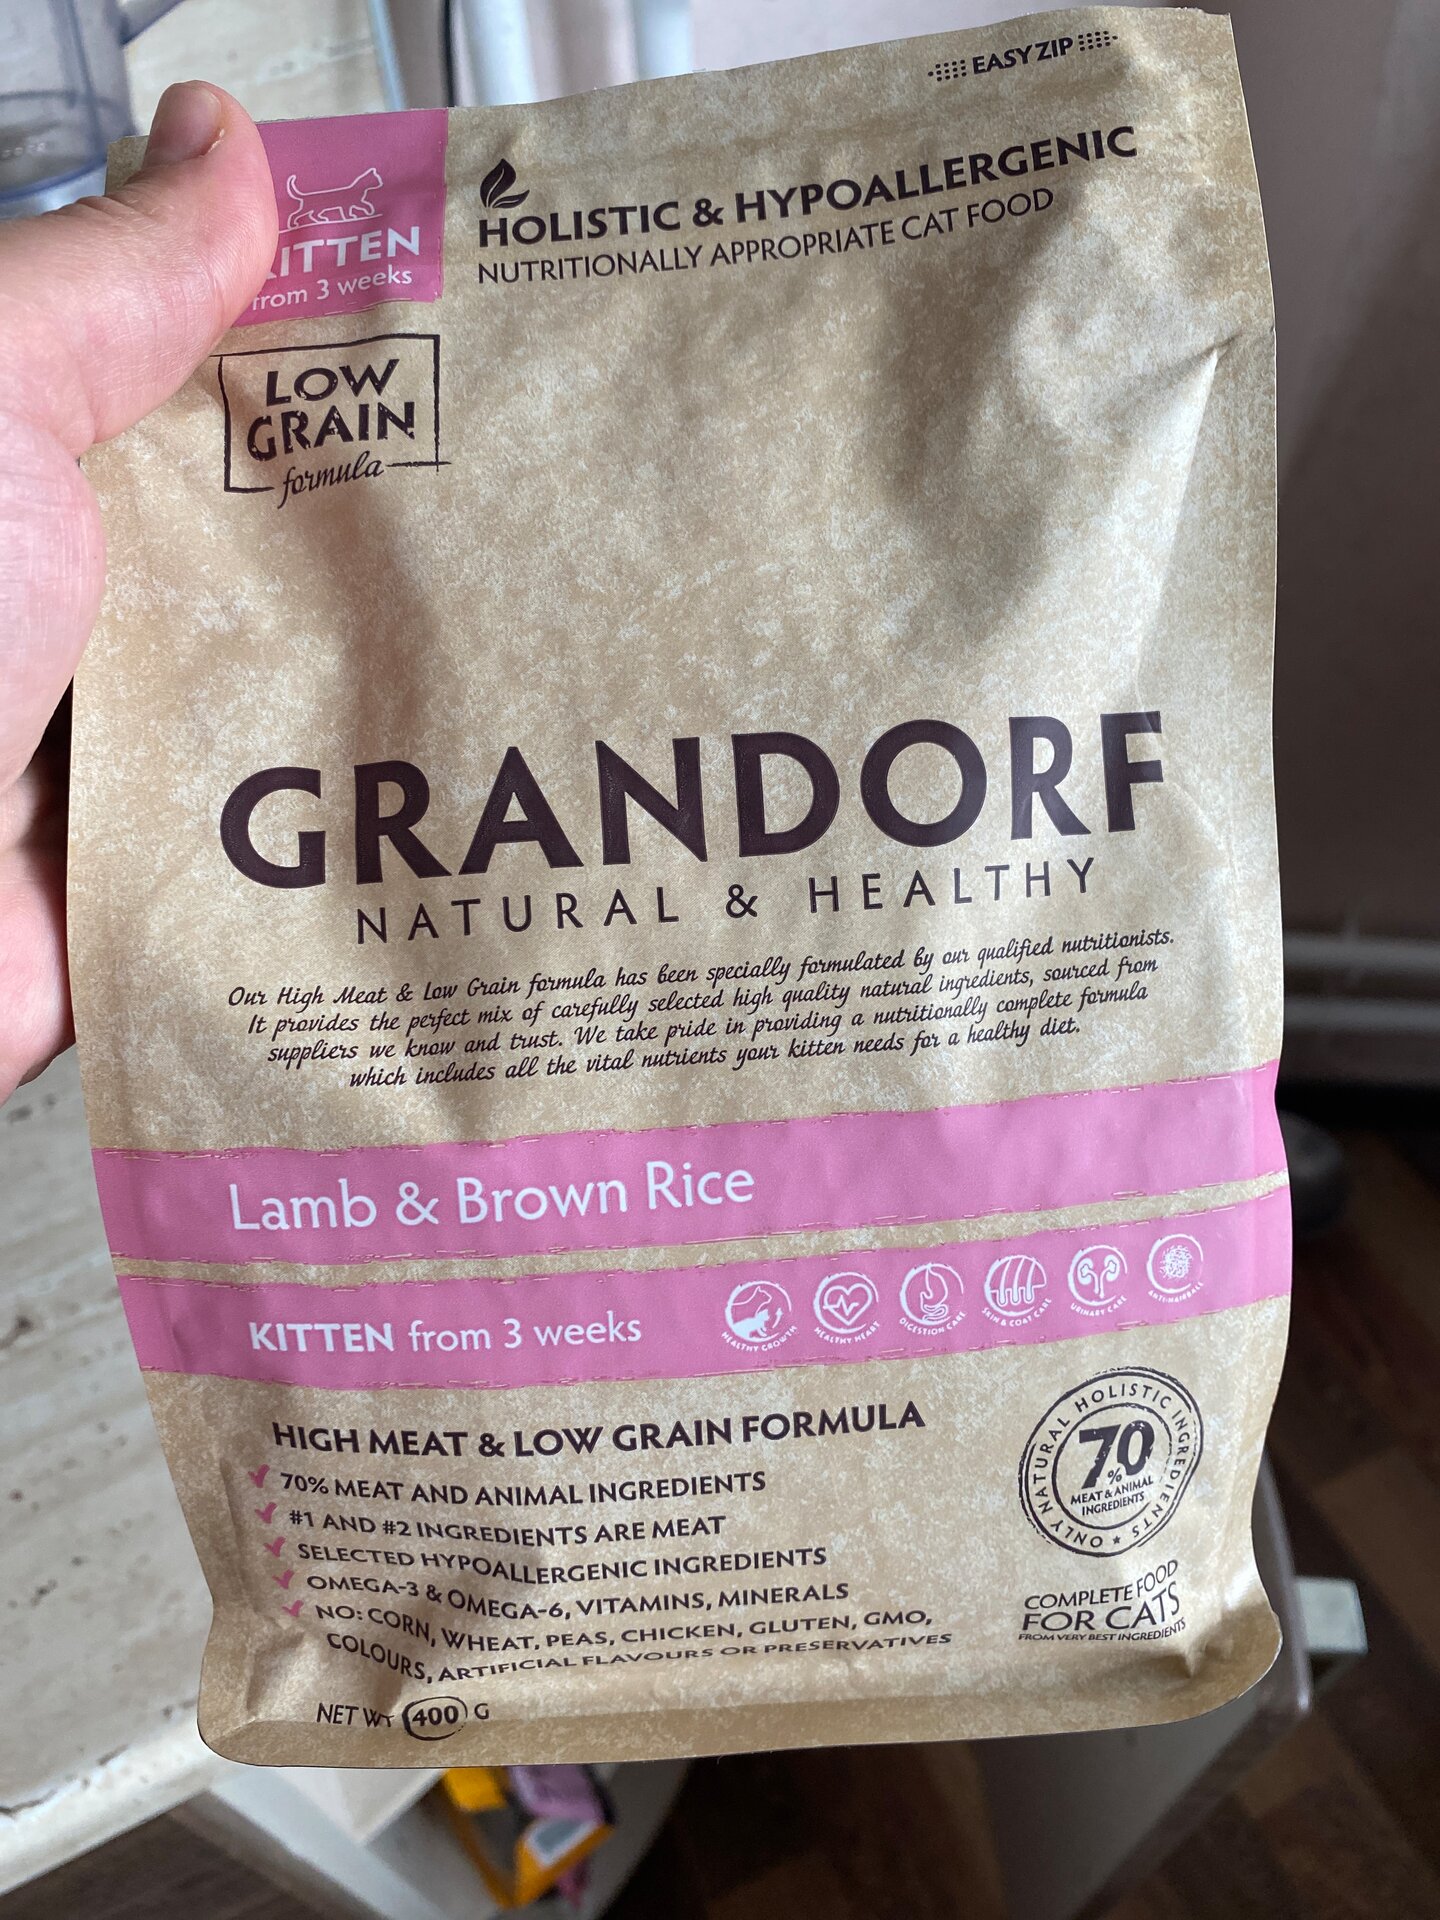 EASY ZIP
HOLISTIC & HYPOALLERGENIC
NUTRITIONALLY APPROPRIATE CAT FOOD
KITTEN
from 3 weeks
LOW
GRAIN
formula
GRANDORF
NATURAL & HEALTHY
Our High Meat & Low Grain formula has been specially formulated by our qualified nutritionists.
It provides the perfect mix of carefully selected high quality natural ingredients, sourced from
suppliers we know and trust. We take pride in providing a nutritionally complete formula
which includes all the vital nutrients your kitten needs for a healthy diet.
Lamb & Brown Rice
KITTEN from 3 weeks
HEALTHY GROWTH
HEALTHY HEART
DIGESTION CARE
SKIN & COAT CARE
URINARY CARE
ANTI-HAIRBALL
HIGH MEAT & LOW GRAIN FORMULA
70% MEAT AND ANIMAL INGREDIENTS
#1 AND #2 INGREDIENTS ARE MEAT
SELECTED HYPOALLERGENIC INGREDIENTS
OMEGA-3 & OMEGA-6, VITAMINS, MINERALS
NO: CORN, WHEAT, PEAS, CHICKEN, GLUTEN, GMO,
COLOURS, ARTIFICIAL FLAVOURS OR PRESERVATIVES
ONLY NATURAL HOLISTIC INGREDIENTS
70%
MEAT & ANIMAL
INGREDIENTS
COMPLETE FOOD
FOR CATS
FROM VERY BEST INGREDIENTS
NET WT 400 G